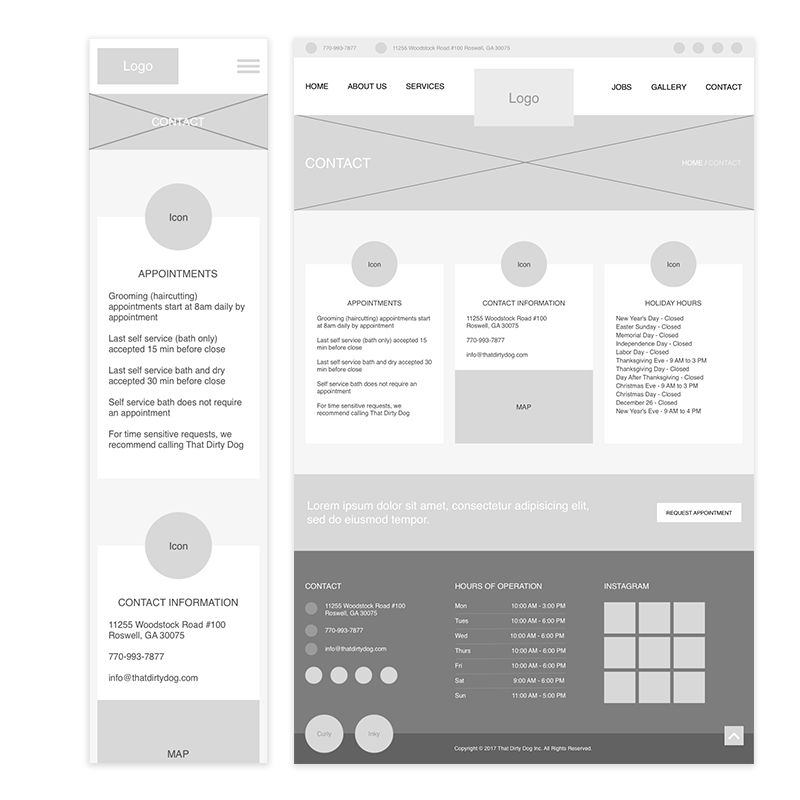 Logo
CONTACT
Icon
APPOINTMENTS
Grooming (haircutting)
appointments start at 8am daily by
appointment
Last self service (bath only)
accepted 15 min before close
Last self service bath and dry
accepted 30 min before close
Self service bath does not require
an appointment
For time sensitive requests, we
recommend calling That Dirty Dog
Icon
CONTACT INFORMATION
11255 Woodstock Road #100
Roswell, GA 30075
770-993-7877
info@thatdirtydog.com
MAP
770-993-7877 11255 Woodstock Road #100 Roswell, GA 30075
HOME ABOUT US SERVICES Logo JOBS GALLERY CONTACT
CONTACT HOME / CONTACT
Icon
APPOINTMENTS
Grooming (haircutting) appointments start
at 8am daily by appointment
Last self service (bath only) accepted 15
min before close
Last self service bath and dry accepted 30
min before close
Self service bath does not require an
appointment
For time sensitive requests, we
recommend calling That Dirty Dog
Icon
CONTACT INFORMATION
11255 Woodstock Road #100
Roswell, GA 30075
770-993-7877
info@thatdirtydog.com
MAP
Icon
HOLIDAY HOURS
New Year's Day - Closed
Easter Sunday - Closed
Memorial Day - Closed
Independence Day - Closed
Labor Day - Closed
Thanksgiving Eve - 9 AM to 3 PM
Thanksgiving Day - Closed
Day After Thanksgiving - Closed
Christmas Eve - 9 AM to 3 PM
Christmas Day - Closed
December 26 - Closed
New Year's Eve - 9 AM to 4 PM
Lorem ipsum dolor sit amet, consectetur adipisicing elit,
sed do eiusmod tempor.
REQUEST APPOINTMENT
CONTACT
11255 Woodstock Road #100
Roswell, GA 30075
770-993-7877
info@thatdirtydog.com
Curly Inky
HOURS OF OPERATION
Mon 10:00 AM - 3:00 PM
Tues 10:00 AM - 6:00 PM
Wed 10:00 AM - 6:00 PM
Thurs 10:00 AM - 6:00 PM
Fri 10:00 AM - 6:00 PM
Sat 9:00 AM - 6:00 PM
Sun 11:00 AM - 5:00 PM
INSTAGRAM
Copyright © 2017 That Dirty Dog Inc. All Rights Reserved.